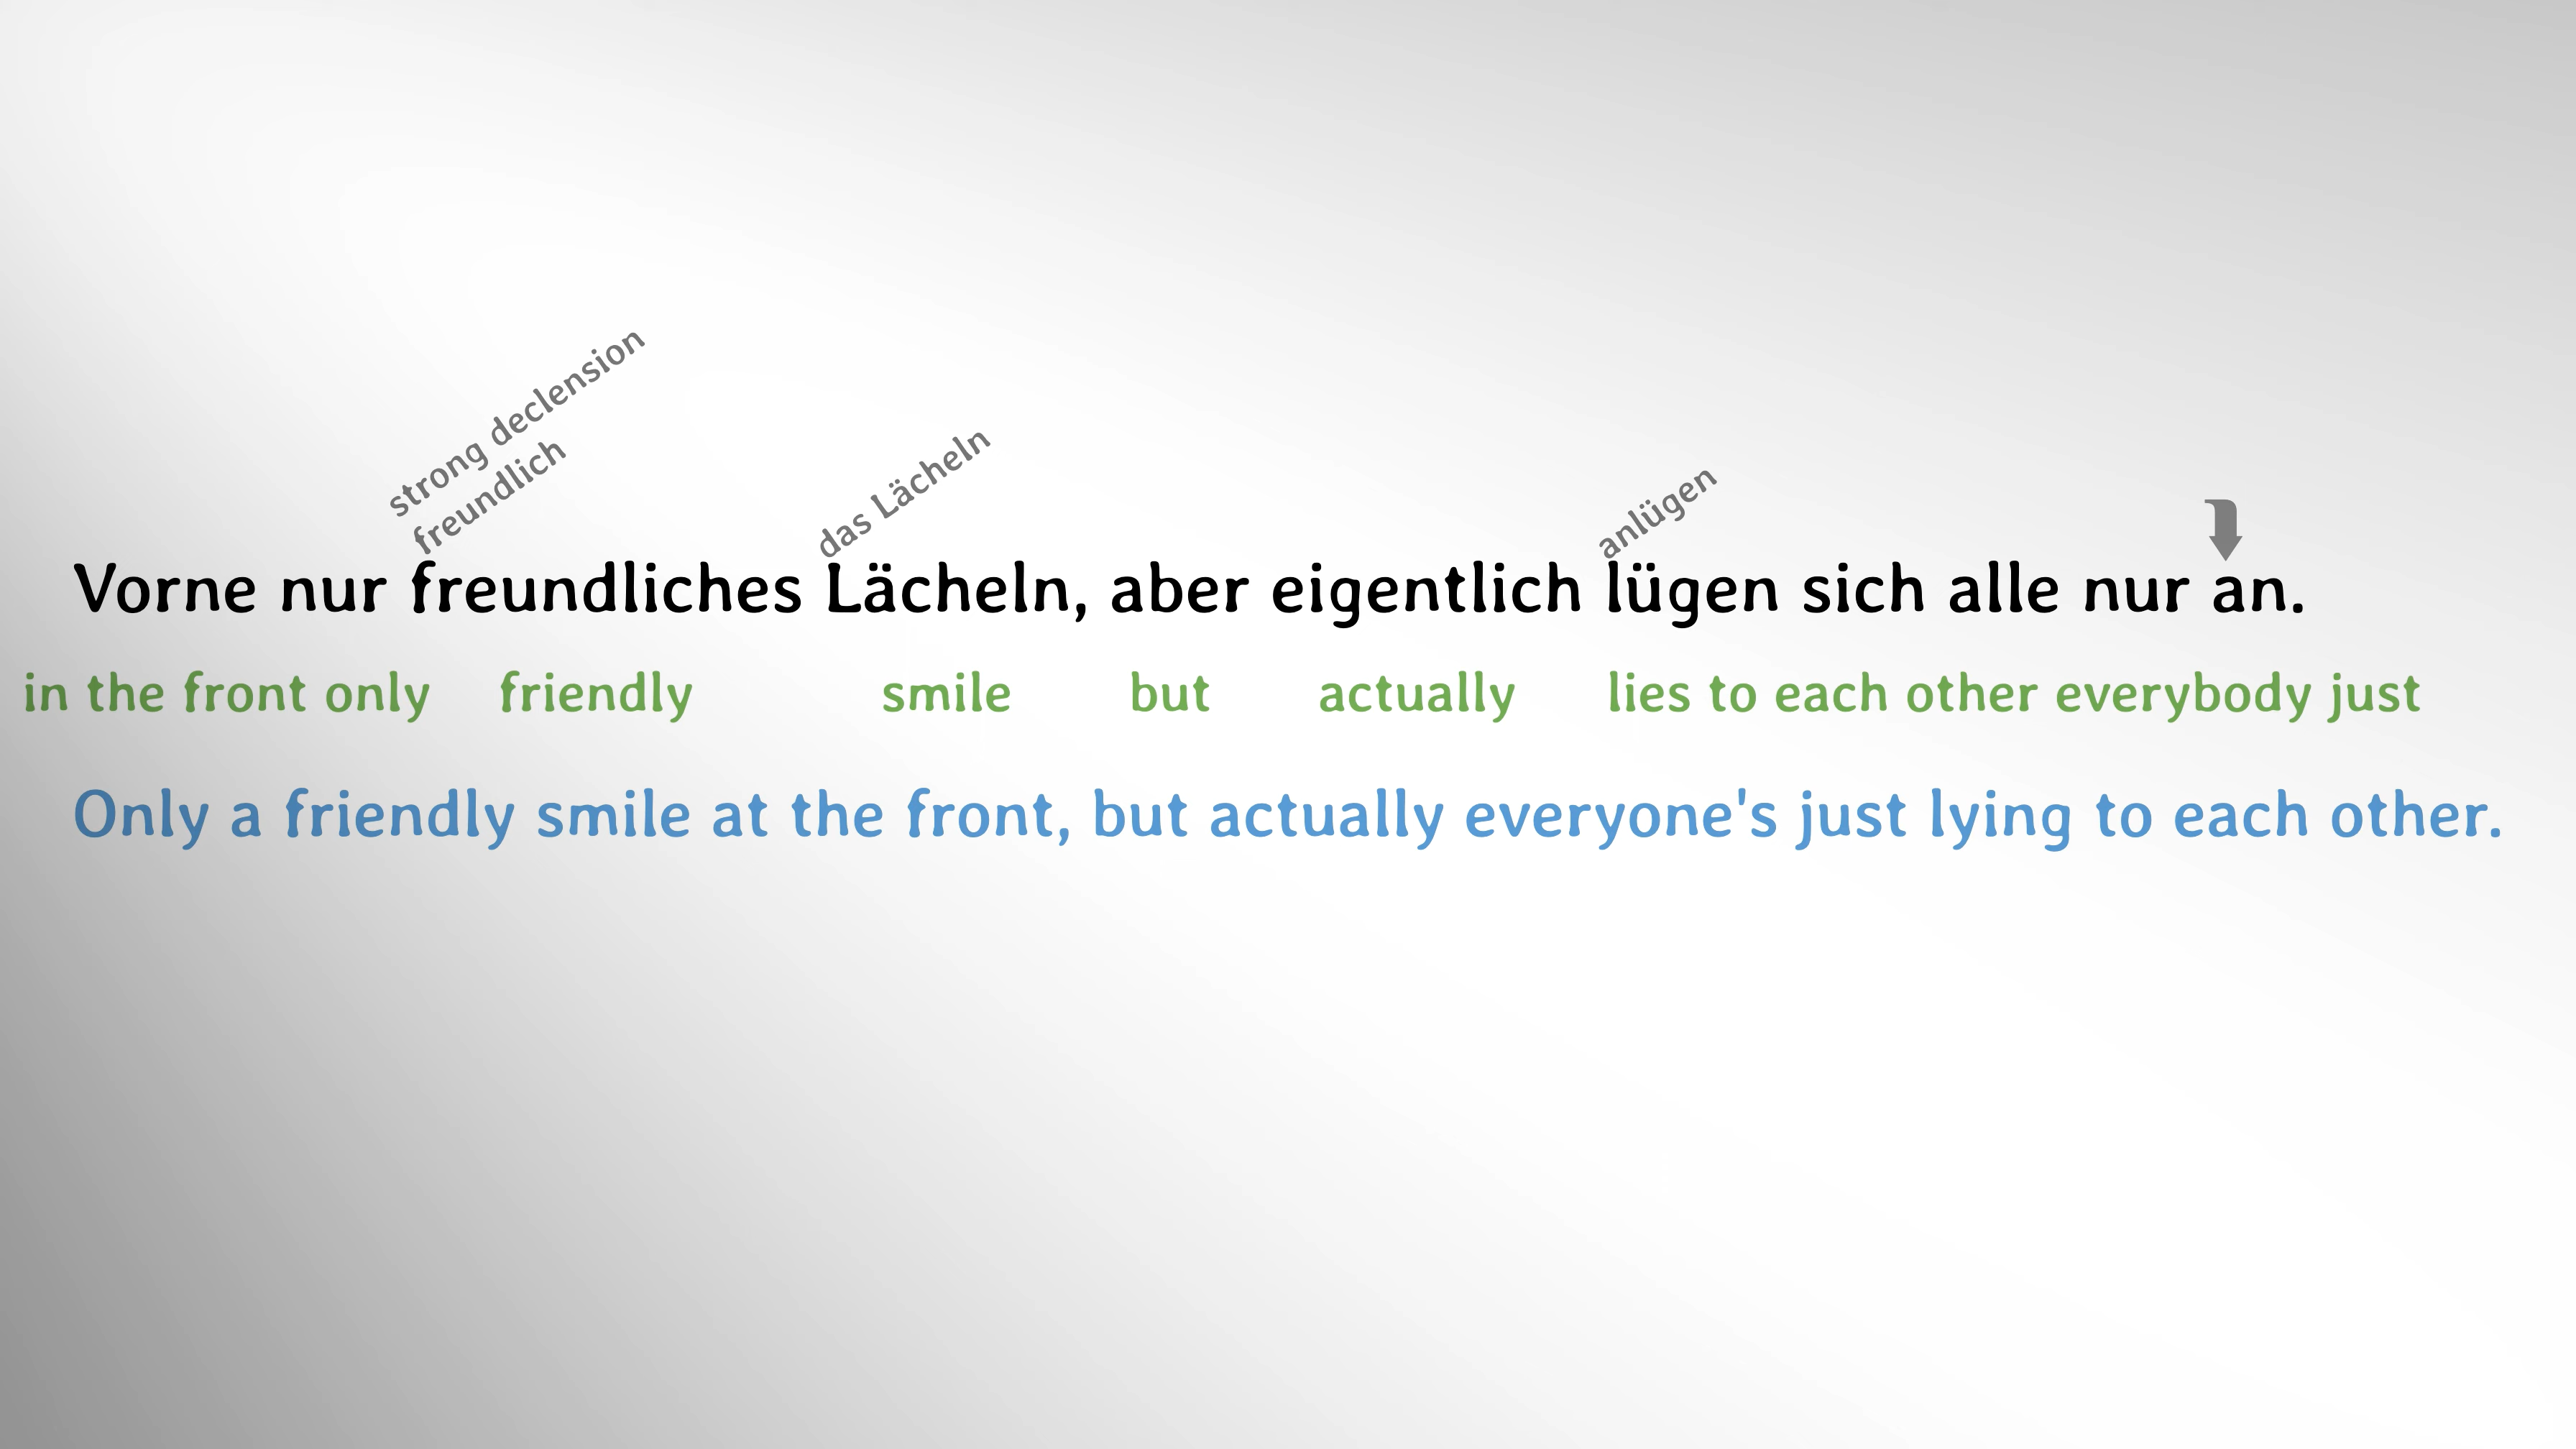 strong declension
freundlich
das Lächeln
anlügen
Vorne nur freundliches Lächeln, aber eigentlich lügen sich alle nur an.
in the front only friendly smile but actually lies to each other everybody just
Only a friendly smile at the front, but actually everyone's just lying to each other.